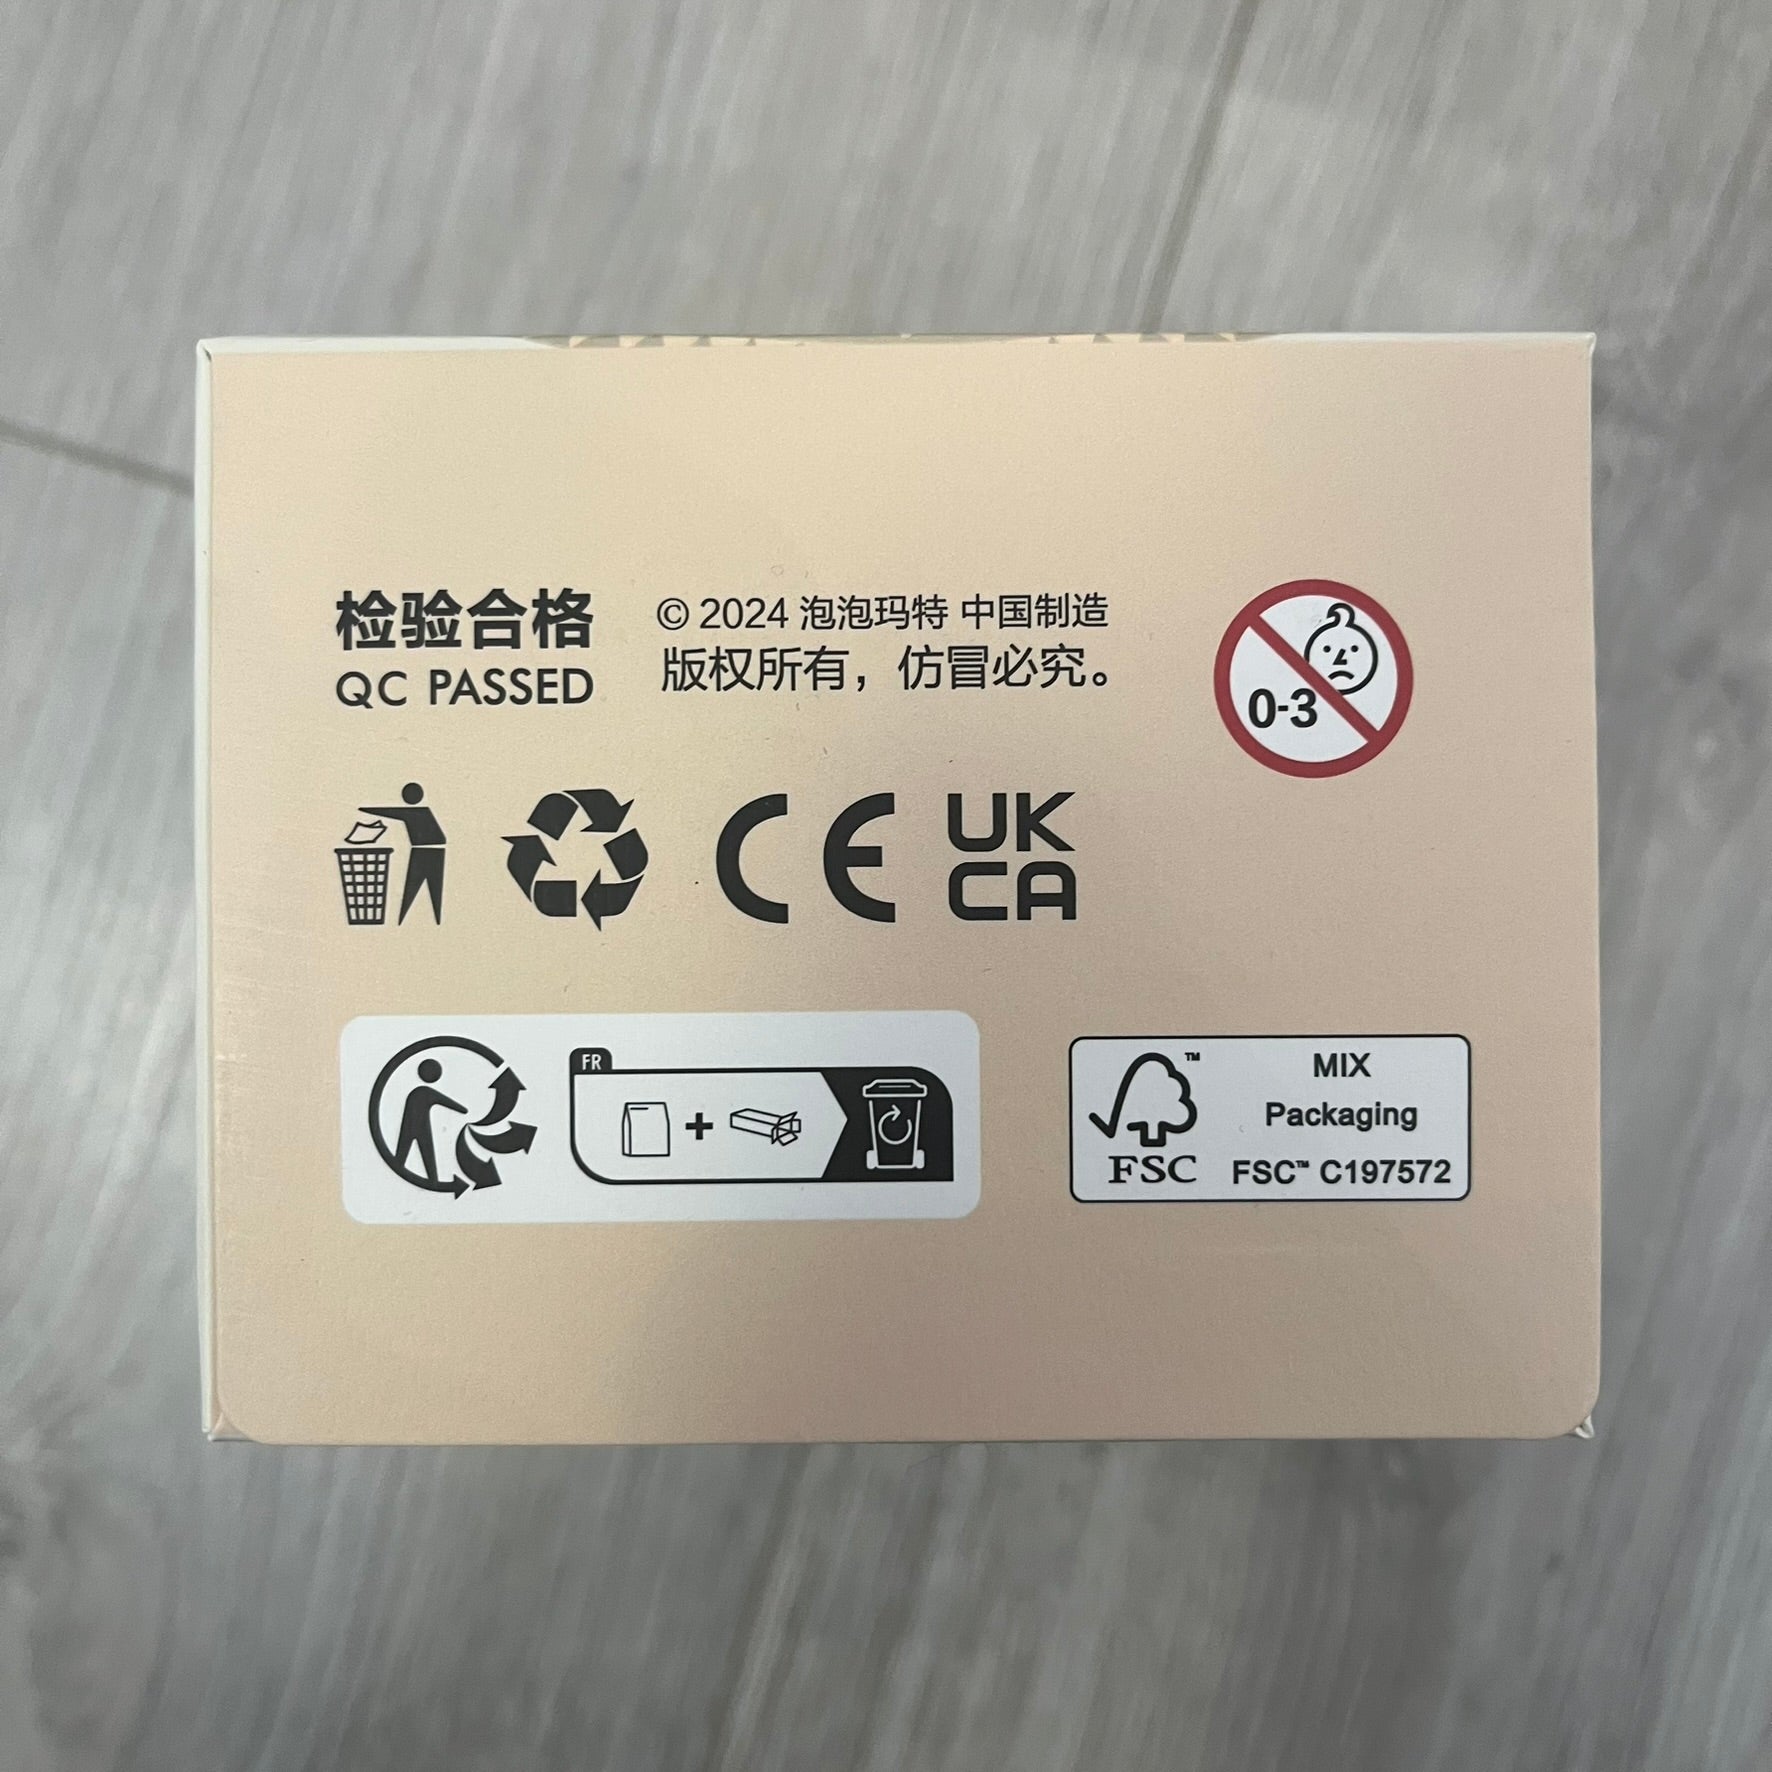 检验合格
QC PASSED
© 2024 泡泡玛特 中国制造
版权所有，仿冒必究。
0-3
CE
UK
CA
FR
™
FSC
MIX
Packaging
FSC™ C197572